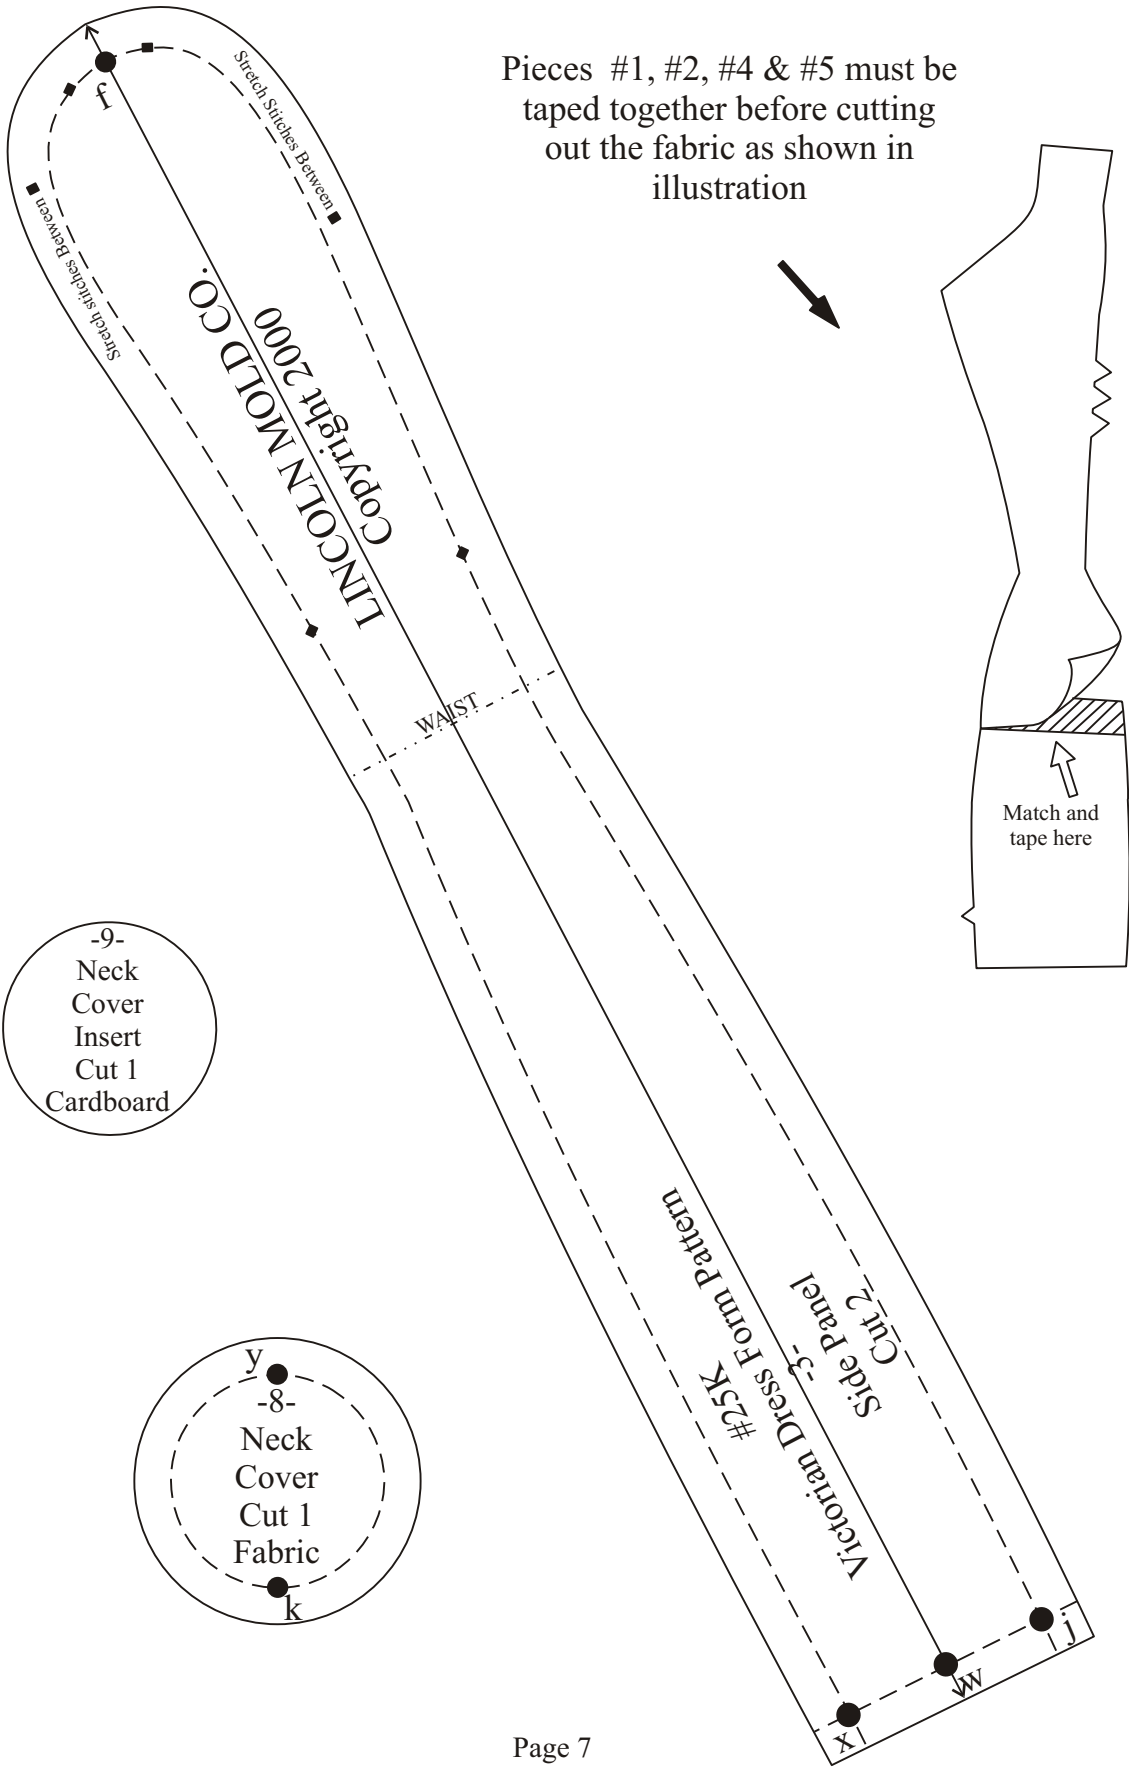 Pieces  #1, #2, #4 & #5 must be
taped together before cutting
out the fabric as shown in
illustration
f
Stretch Stitches Between
Stretch stitches Between
LINCOLN MOLD CO.
Copyright 2000
WAIST
Match and
tape here
-9-
Neck
Cover
Insert
Cut 1
Cardboard
#25K
Victorian Dress Form Pattern
-3-
Side Panel
Cut 2
y
-8-
Neck
Cover
Cut 1
Fabric
k
j
w
x
Page 7